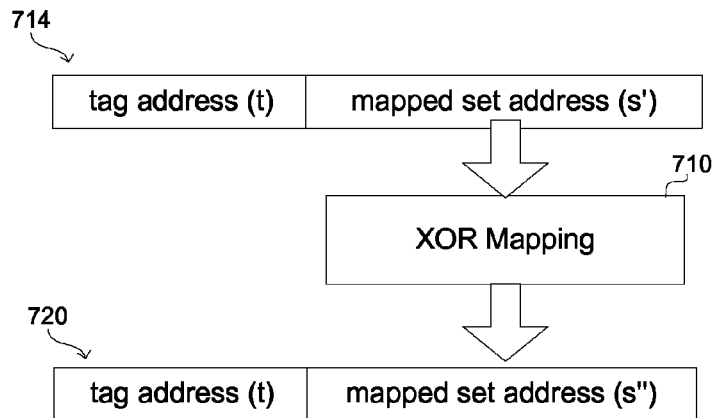 714
tag address (t) mapped set address (s')
710
XOR Mapping
720
tag address (t) mapped set address (s")